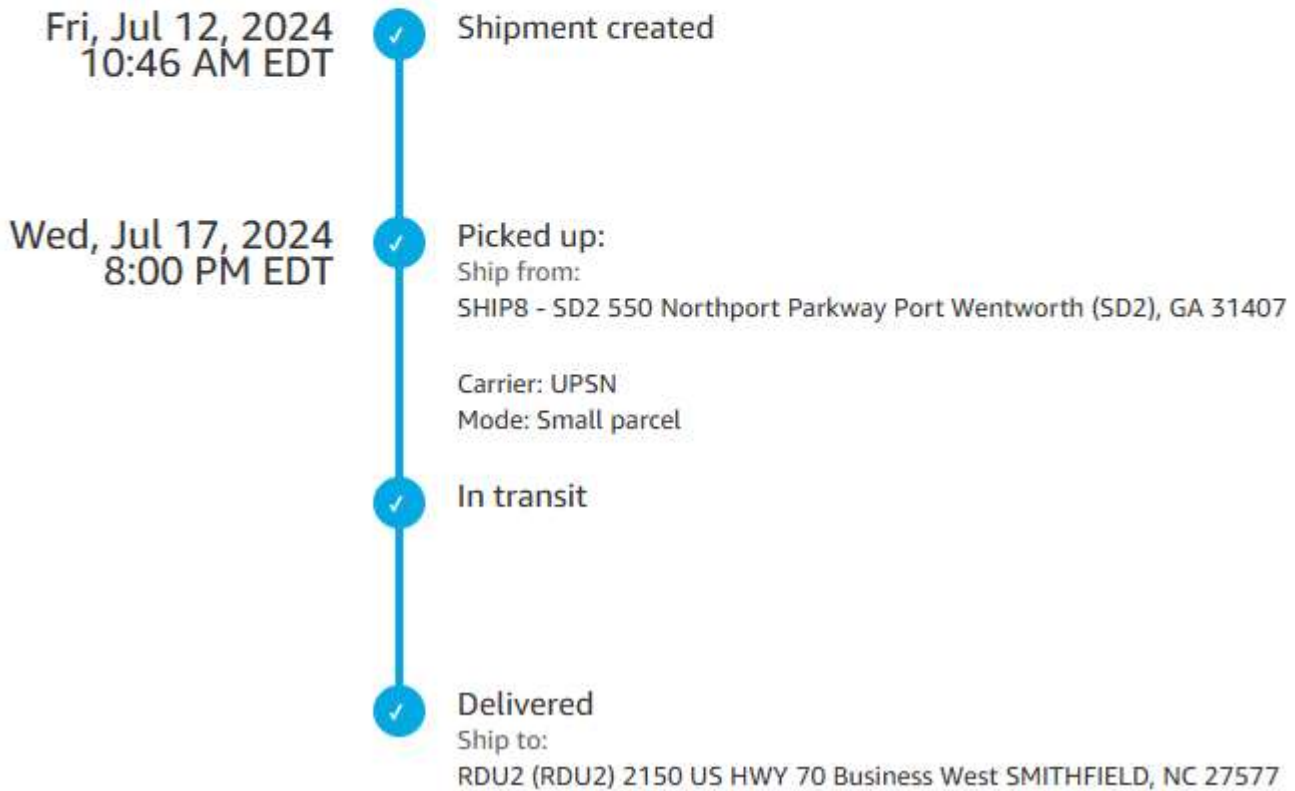 Fri, Jul 12, 2024
10:46 AM EDT
Shipment created
Wed, Jul 17, 2024
8:00 PM EDT
Picked up:
Ship from:
SHIP8 - SD2 550 Northport Parkway Port Wentworth (SD2), GA 31407
Carrier: UPSN
Mode: Small parcel
In transit
Delivered
Ship to:
RDU2 (RDU2) 2150 US HWY 70 Business West SMITHFIELD, NC 27577